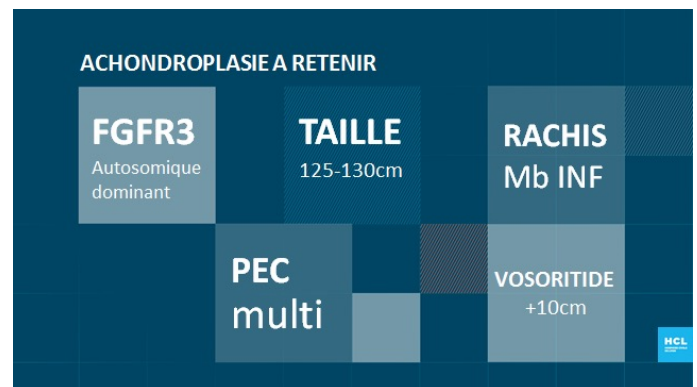 ACHONDROPLASIE A RETENIR
FGFR3
Autosomique
dominant
TAILLE
125-130cm
RACHIS
Mb INF
PEC
multi
VOSORITIDE
+10cm
HCL